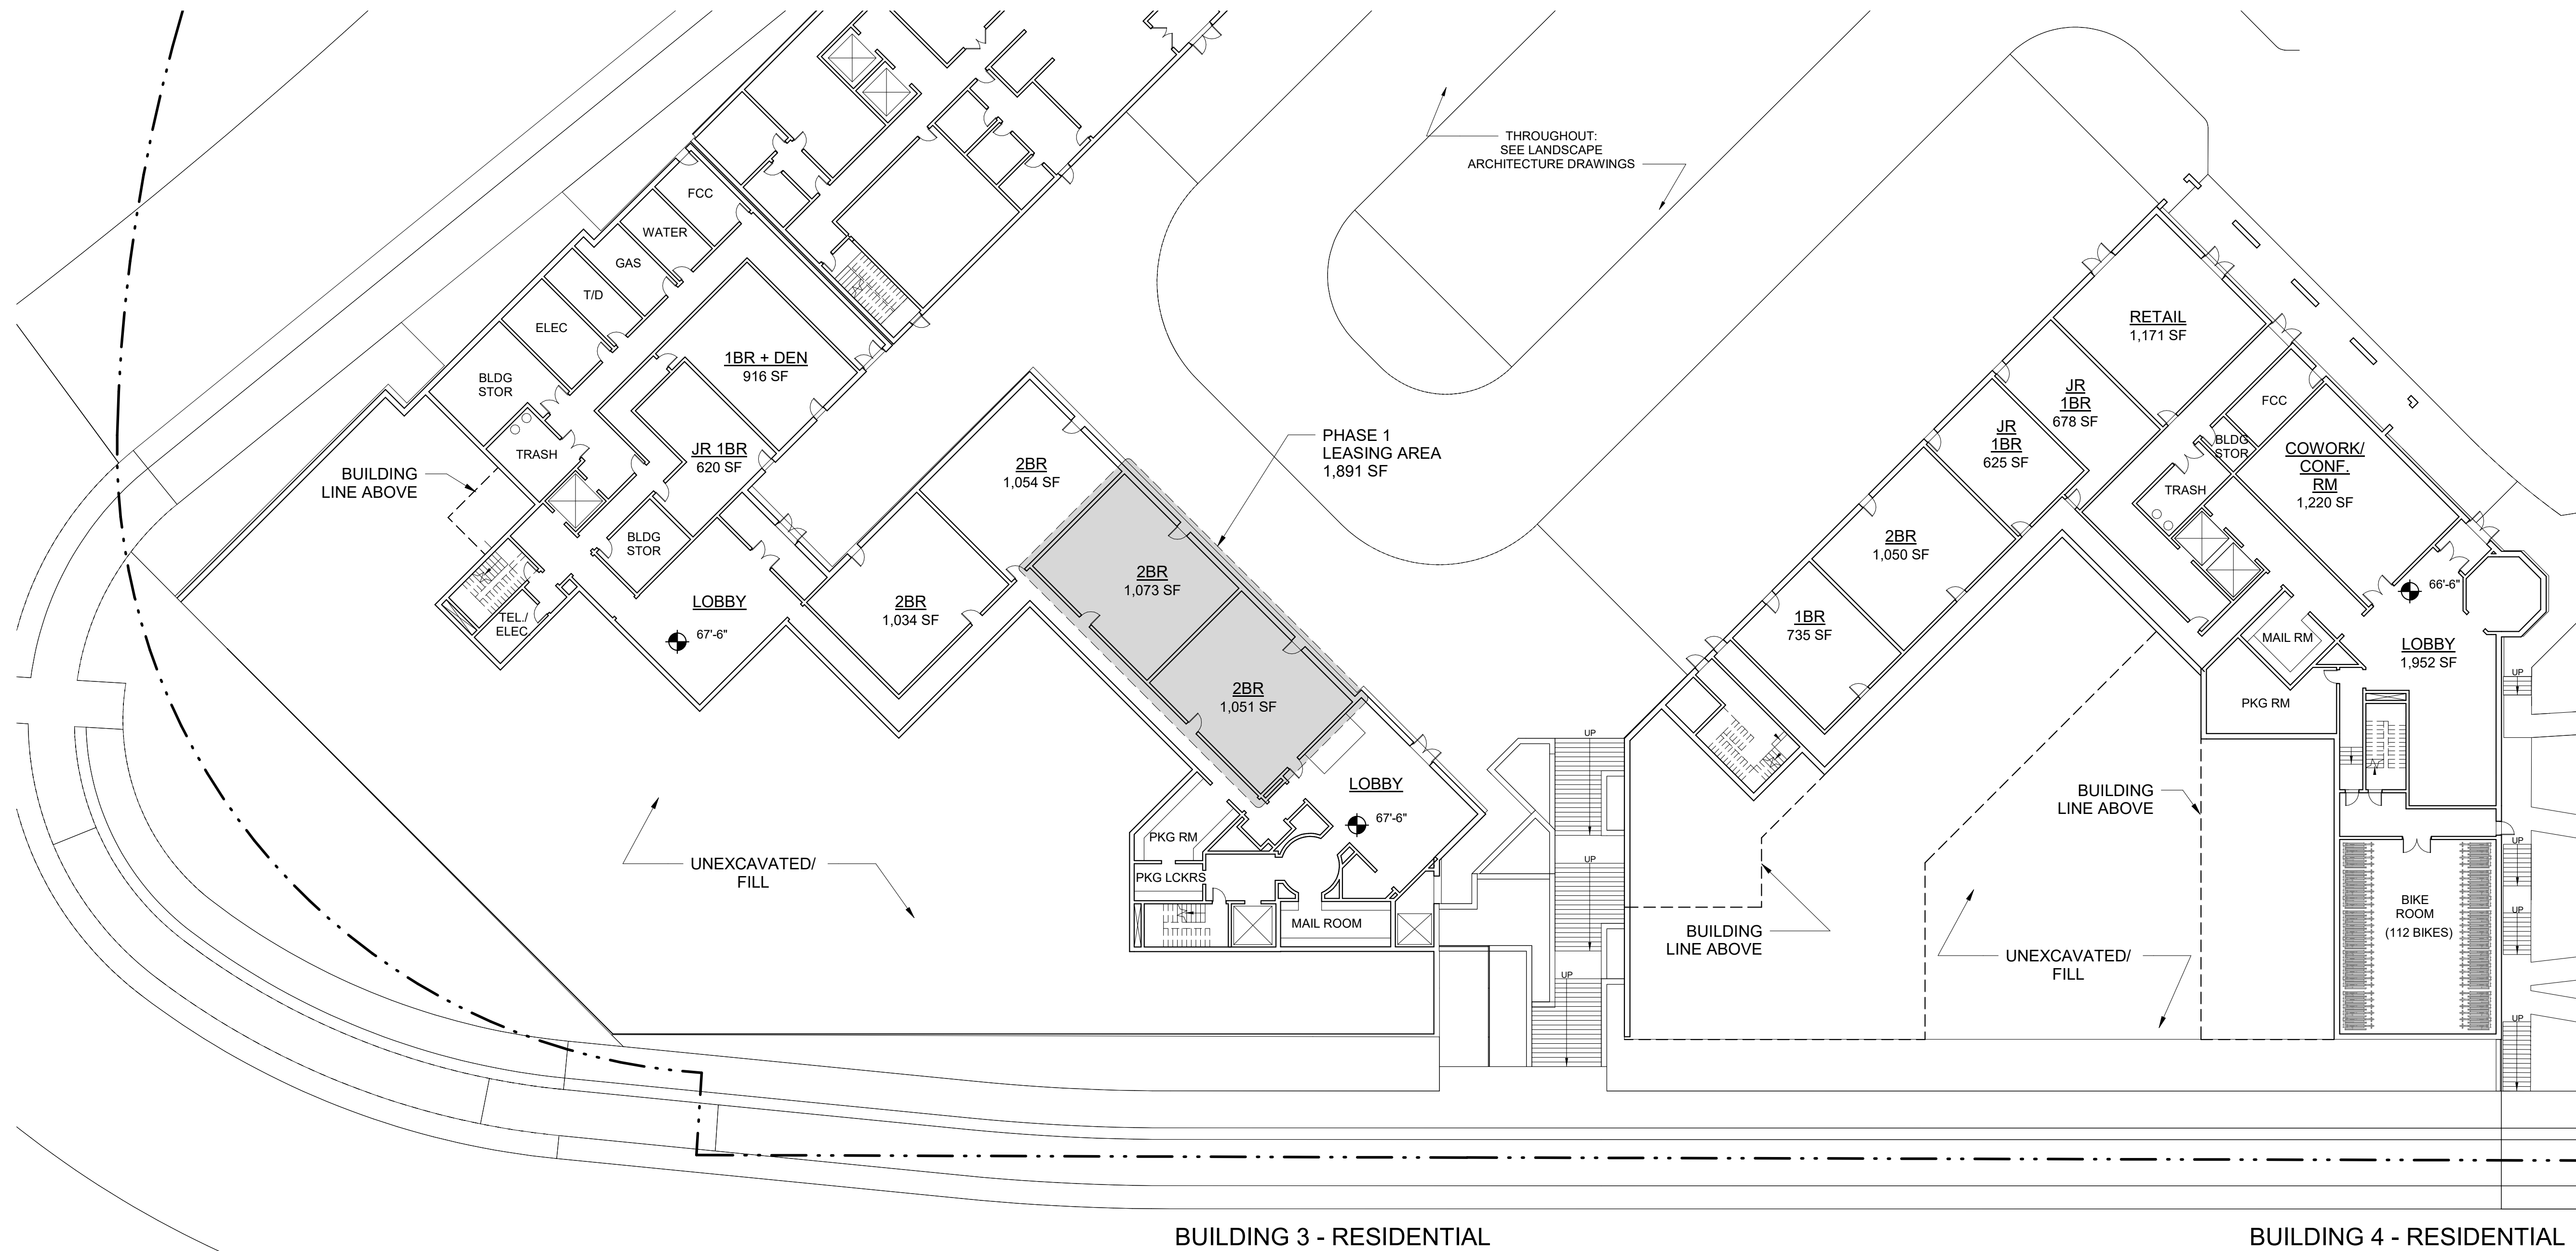 THROUGHOUT:
SEE LANDSCAPE
ARCHITECTURE DRAWINGS
FCC
WATER
GAS
T/D
ELEC
BLDG
STOR
TRASH
1BR + DEN
916 SF
JR 1BR
620 SF
BUILDING
LINE ABOVE
BLDG
STOR
TEL./
ELEC
LOBBY
67'-6"
2BR
1,054 SF
2BR
1,034 SF
PHASE 1
LEASING AREA
1,891 SF
2BR
1,073 SF
2BR
1,051 SF
LOBBY
67'-6"
PKG RM
PKG LCKRS
MAIL ROOM
UNEXCAVATED/
FILL
UP
UP
UP
RETAIL
1,171 SF
JR
1BR
678 SF
JR
1BR
625 SF
2BR
1,050 SF
1BR
735 SF
FCC
BLDG
STOR
TRASH
COWORK/
CONF.
RM
1,220 SF
66'-6"
MAIL RM
LOBBY
1,952 SF
PKG RM
BUILDING
LINE ABOVE
BUILDING
LINE ABOVE
UNEXCAVATED/
FILL
BIKE
ROOM
(112 BIKES)
UP
UP
UP
UP
BUILDING 3 - RESIDENTIAL
BUILDING 4 - RESIDENTIAL